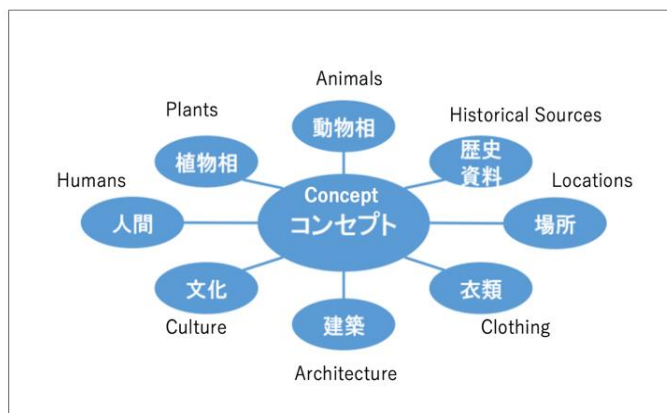 Animals
動物相
Plants
植物相
Historical Sources
歴史
資料
Humans
人間
Concept
コンセプト
Locations
場所
文化
Culture
建築
Architecture
衣類
Clothing